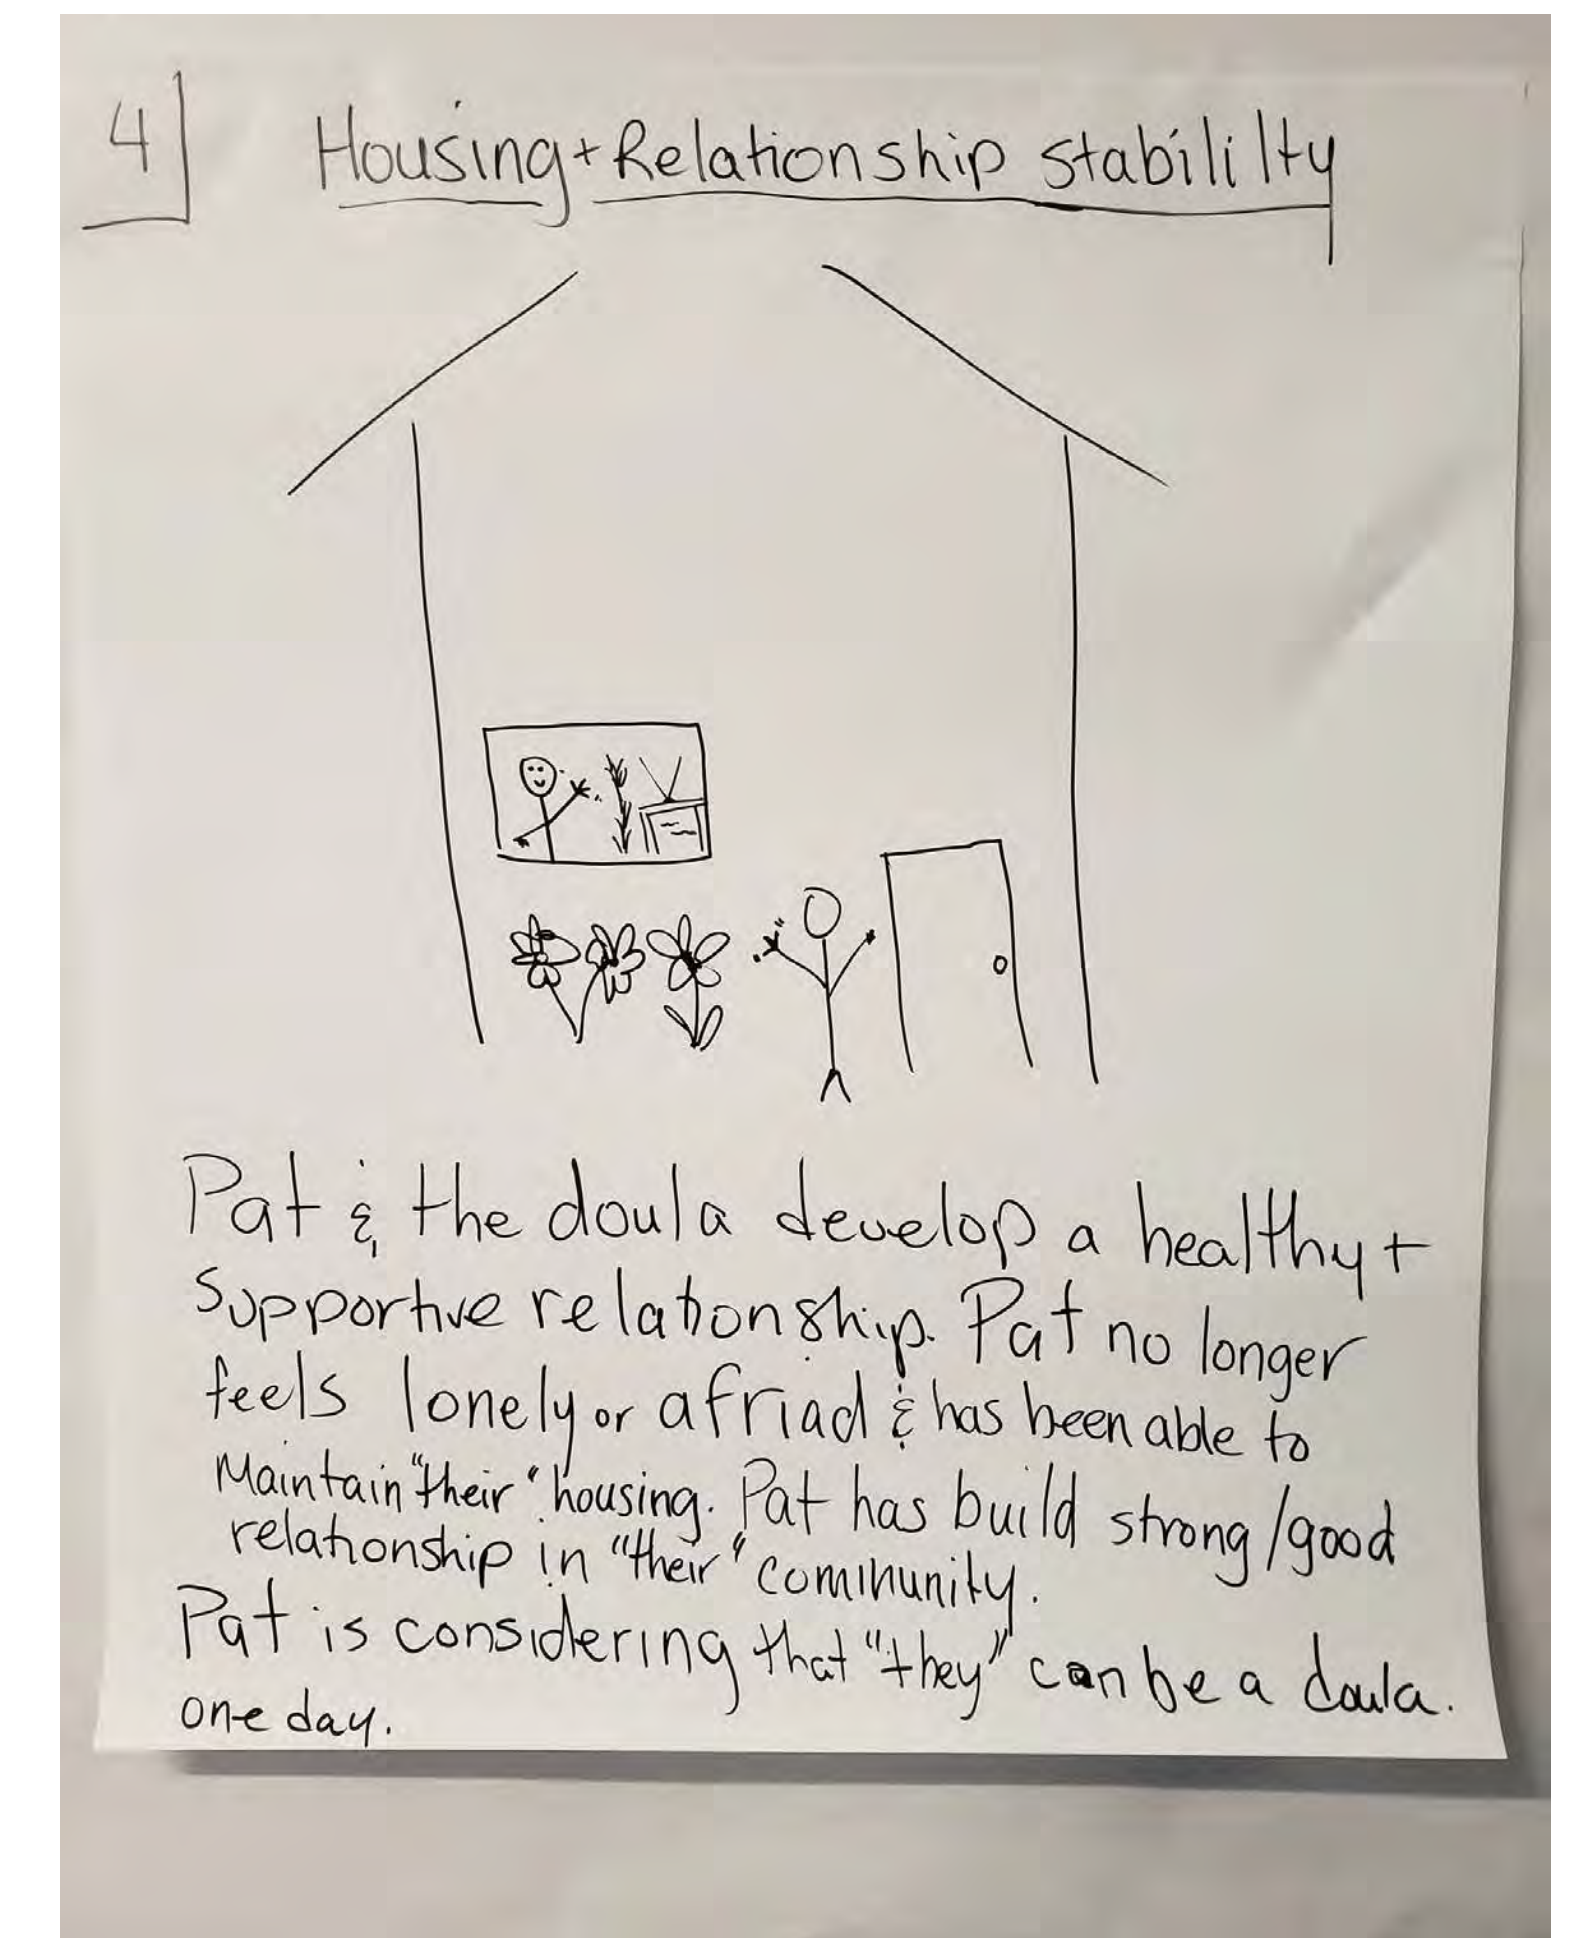 4
Housing + Relationship stabililty
Pat & the doula develop a healthy +
Supportive relationship. Pat no longer
feels lonely or afriad & has been able to
Maintain "their" housing. Pat has build strong/good
relationship in "their" community.
Pat is considering that "they" can be a doula.
one day.